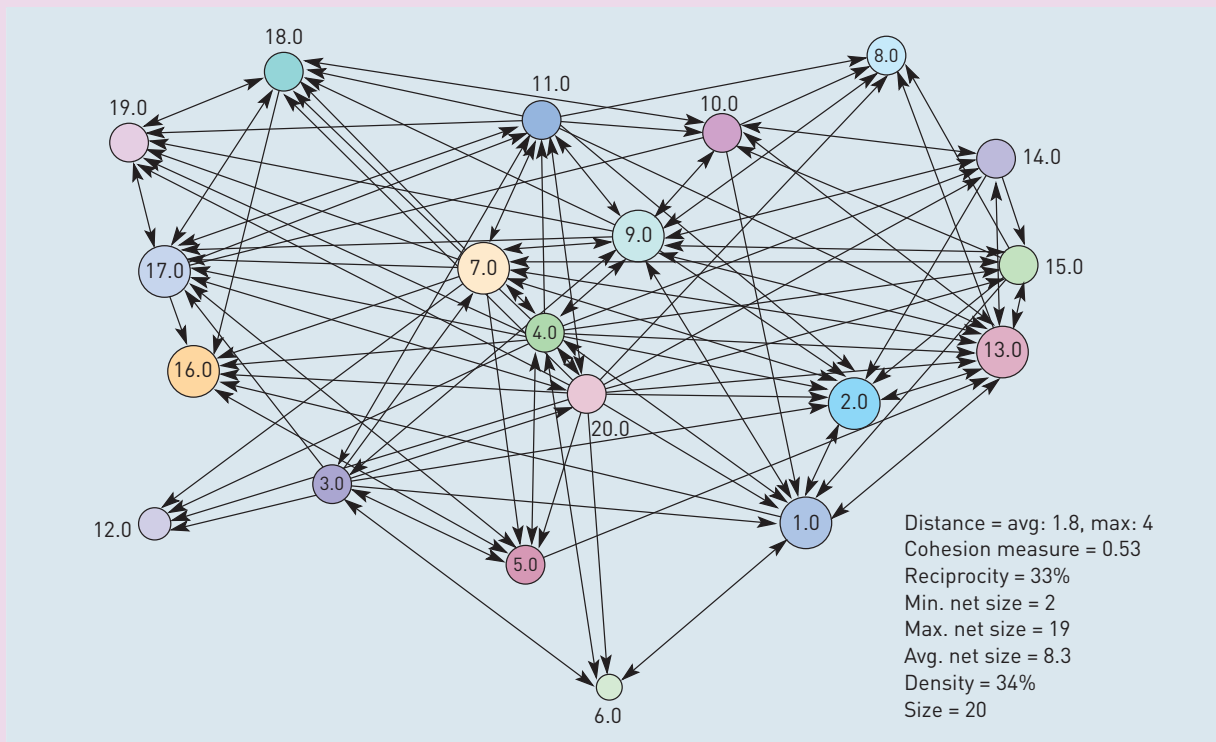 18.0
8.0
11.0
19.0
10.0
14.0
9.0
7.0
17.0
15.0
4.0
13.0
16.0
2.0
20.0
3.0
12.0
1.0
5.0
6.0
Distance = avg: 1.8, max: 4
Cohesion measure = 0.53
Reciprocity = 33%
Min. net size = 2
Max. net size = 19
Avg. net size = 8.3
Density = 34%
Size = 20